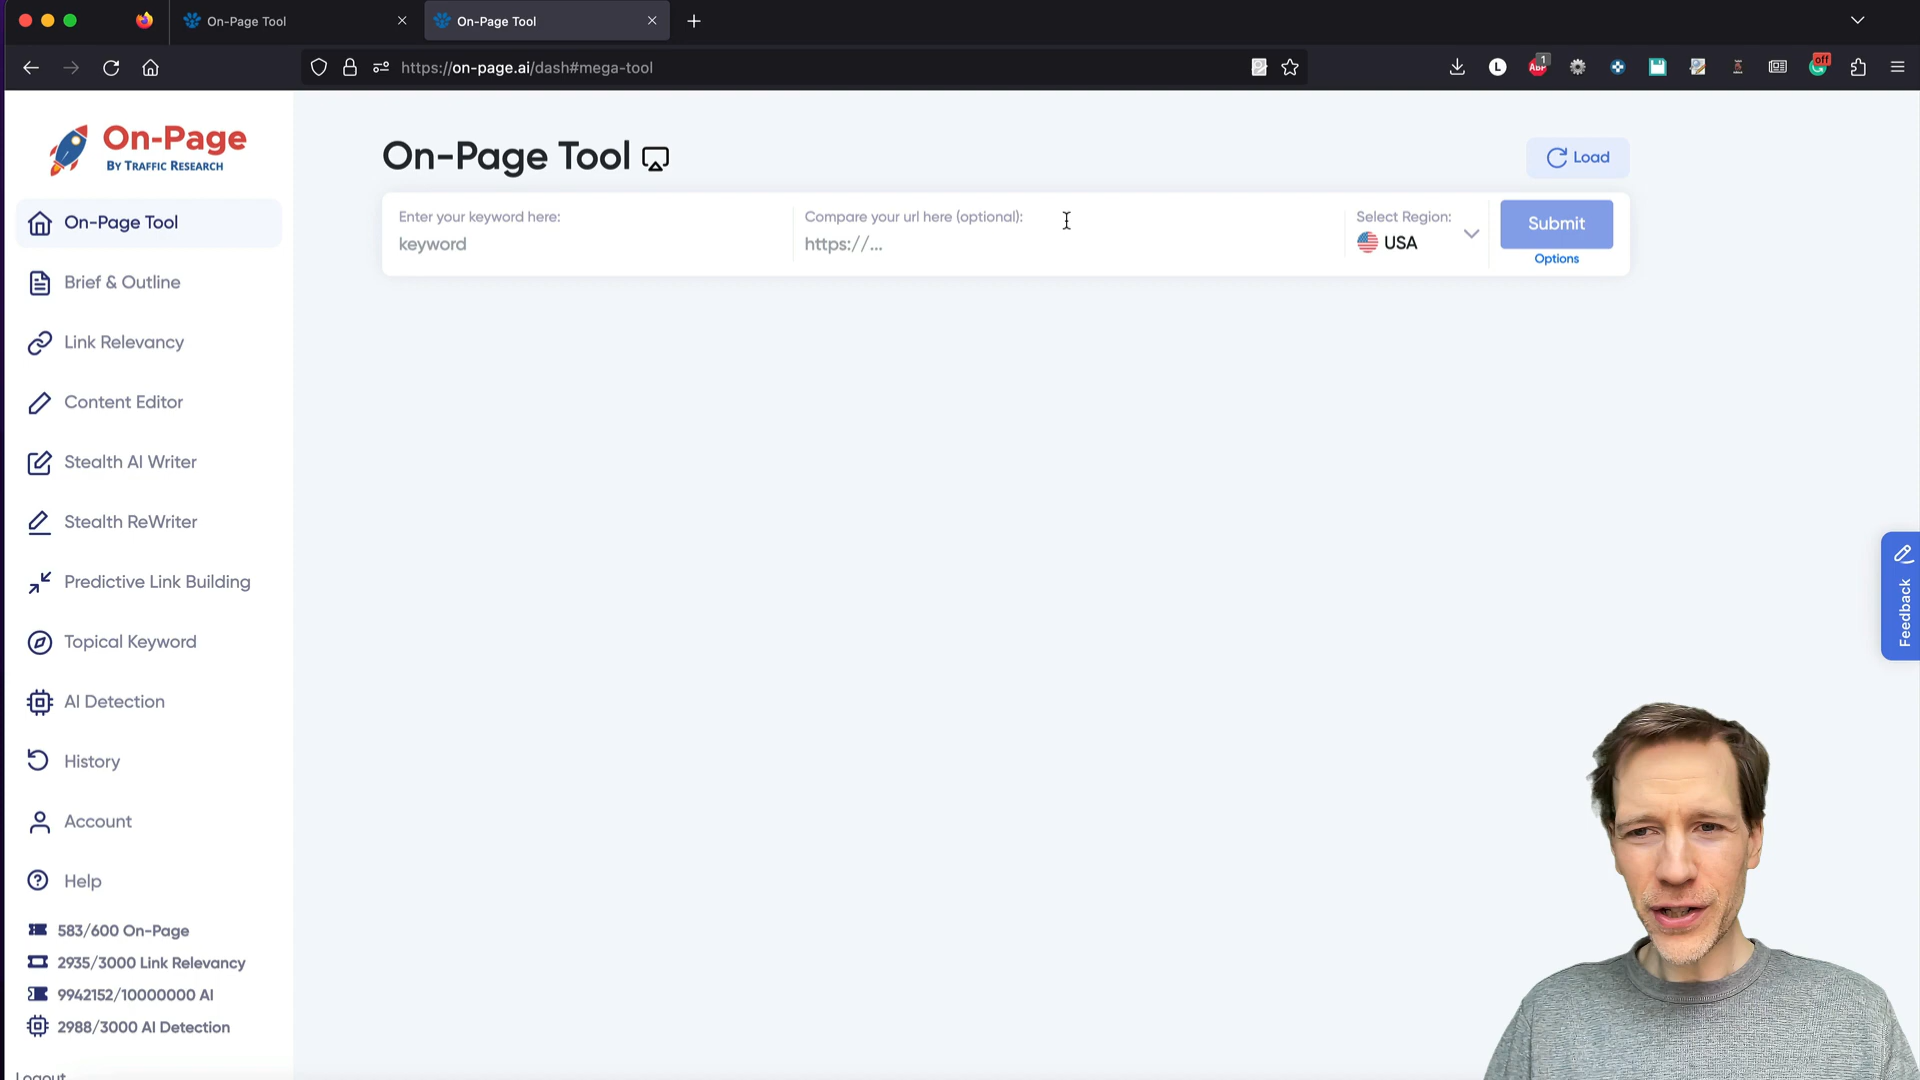 On-Page Tool
On-Page Tool
https://on-page.ai/dash#mega-tool
L
ABP
1
off
On-Page
BY TRAFFIC RESEARCH
On-Page Tool
Brief & Outline
Link Relevancy
Content Editor
Stealth AI Writer
Stealth ReWriter
Predictive Link Building
Topical Keyword
AI Detection
History
Account
Help
583/600 On-Page
2935/3000 Link Relevancy
9942152/10000000 AI
2988/3000 AI Detection
Logout
On-Page Tool
Load
Enter your keyword here:
keyword
Compare your url here (optional):
https://...
Select Region:
USA
Submit
Options
Feedback